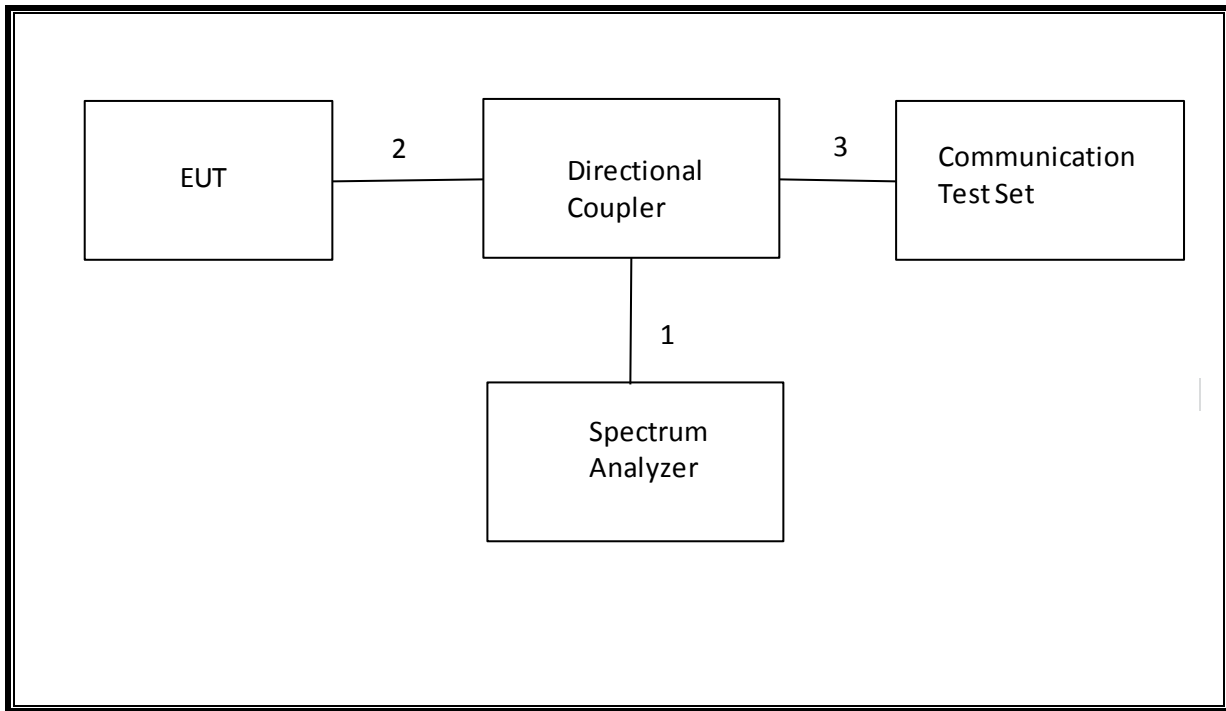 EUT
2
Directional
Coupler
3
Communication
Test Set
1
Spectrum
Analyzer